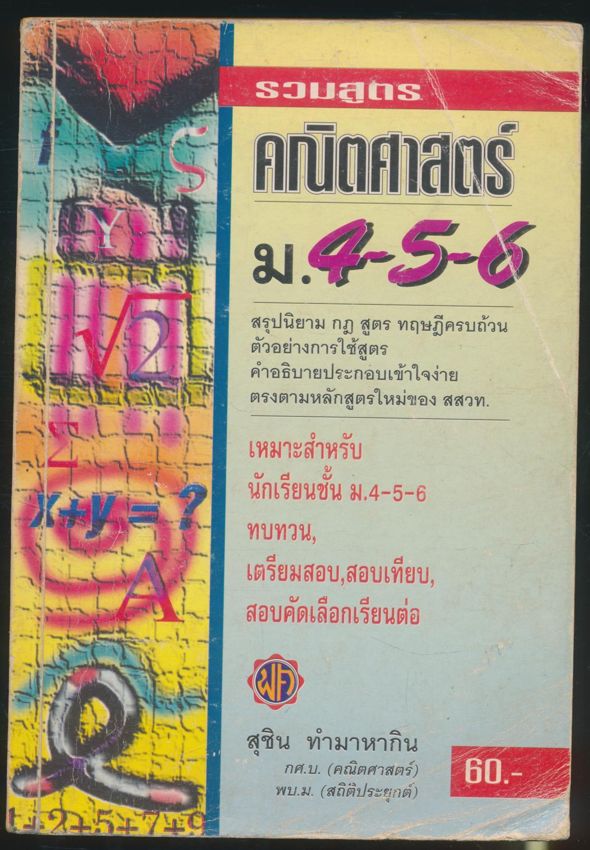 รวมสูตร
คณิตศาสตร์
ม.4-5-6
สรุปนิยาม กฎ สูตร ทฤษฎีครบถ้วน
ตัวอย่างการใช้สูตร
คำอธิบายประกอบเข้าใจง่าย
ตรงตามหลักสูตรใหม่ของ สสวท.
เหมาะสำหรับ
นักเรียนชั้น ม.4-5-6
ทบทวน,
เตรียมสอบ,สอบเทียบ,
สอบคัดเลือกเรียนต่อ
สุชิน ทำมาหากิน
กศ.บ. (คณิตศาสตร์)
พบ.ม. (สถิติประยุกต์)
60.-
Y
√2
Σ
x+y = ?
A
1+2+5+7+9